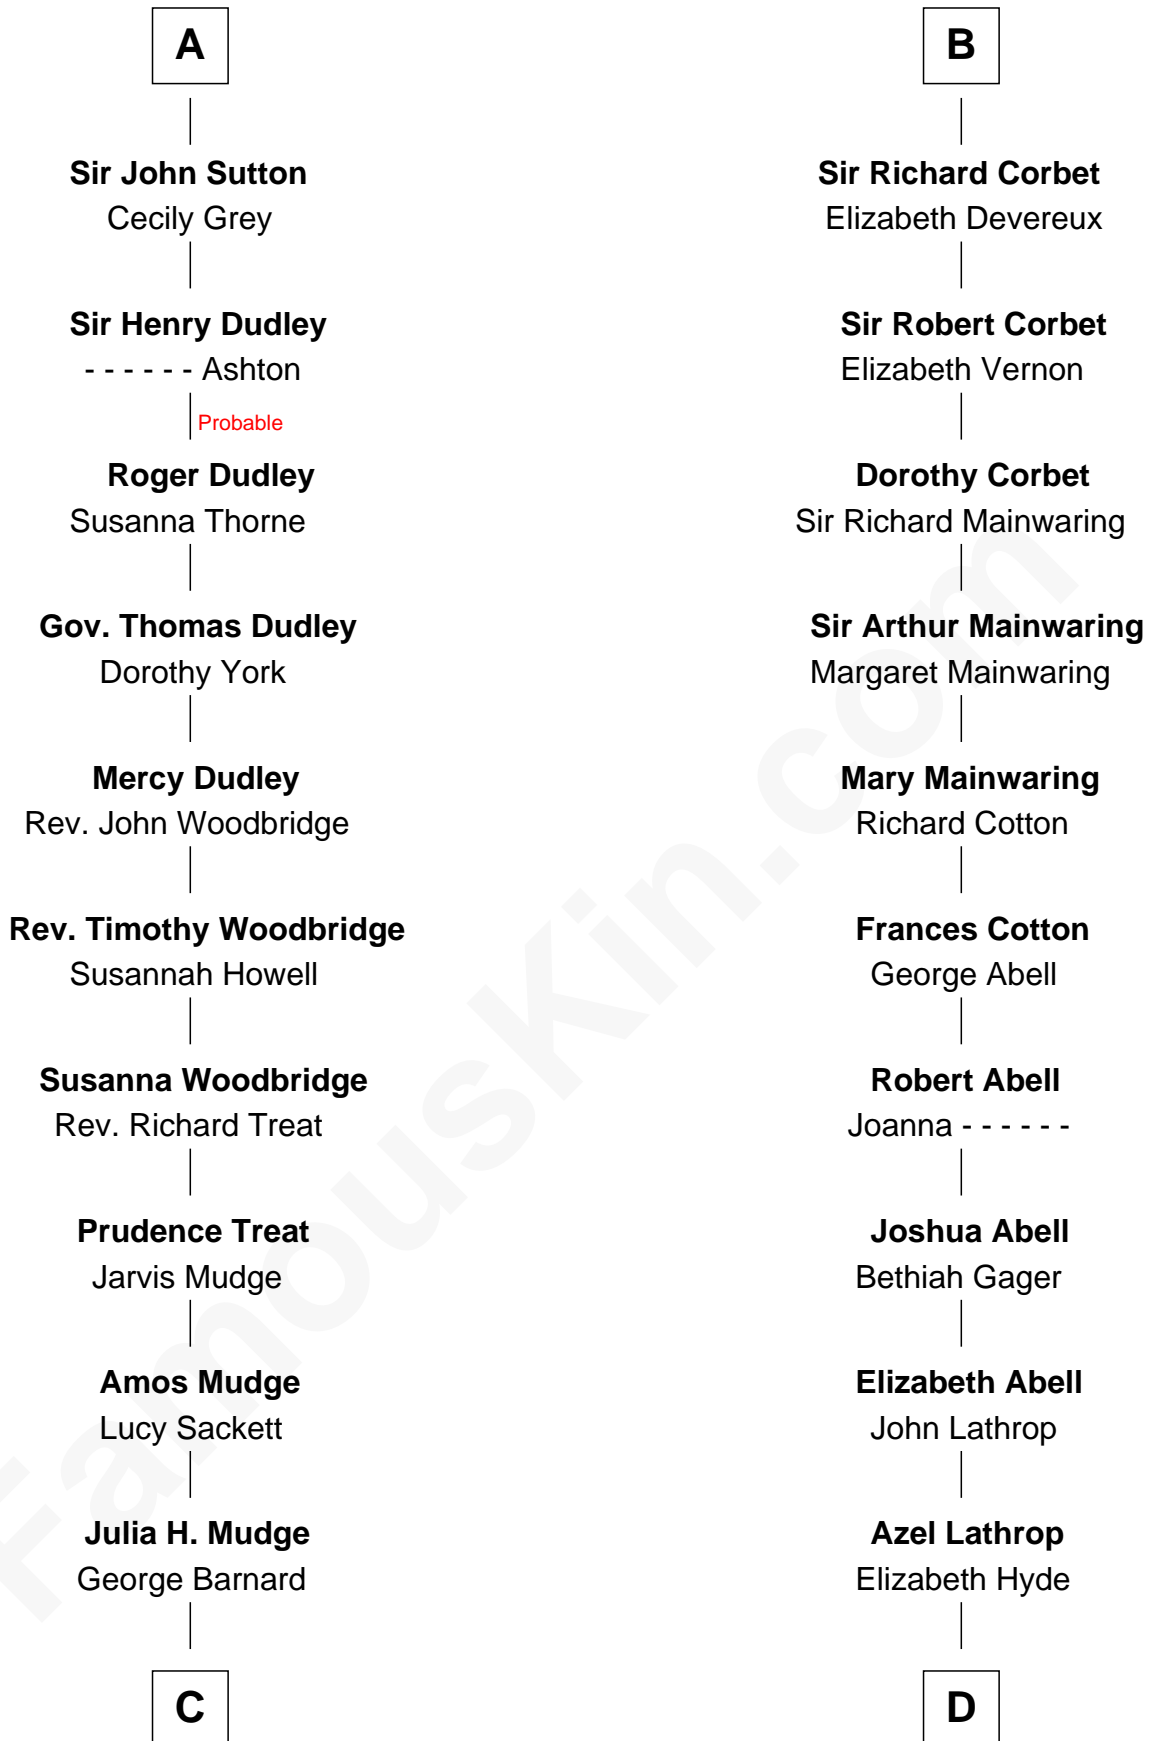 A
Sir John Sutton
Cecily Grey
Sir Henry Dudley
- - - - - - Ashton
Probable
Roger Dudley
Susanna Thorne
Gov. Thomas Dudley
Dorothy York
Mercy Dudley
Rev. John Woodbridge
Rev. Timothy Woodbridge
Susannah Howell
Susanna Woodbridge
Rev. Richard Treat
Prudence Treat
Jarvis Mudge
Amos Mudge
Lucy Sackett
Julia H. Mudge
George Barnard
C
B
Sir Richard Corbet
Elizabeth Devereux
Sir Robert Corbet
Elizabeth Vernon
Dorothy Corbet
Sir Richard Mainwaring
Sir Arthur Mainwaring
Margaret Mainwaring
Mary Mainwaring
Richard Cotton
Frances Cotton
George Abell
Robert Abell
Joanna - - - - - -
Joshua Abell
Bethiah Gager
Elizabeth Abell
John Lathrop
Azel Lathrop
Elizabeth Hyde
D
FamousKin.com